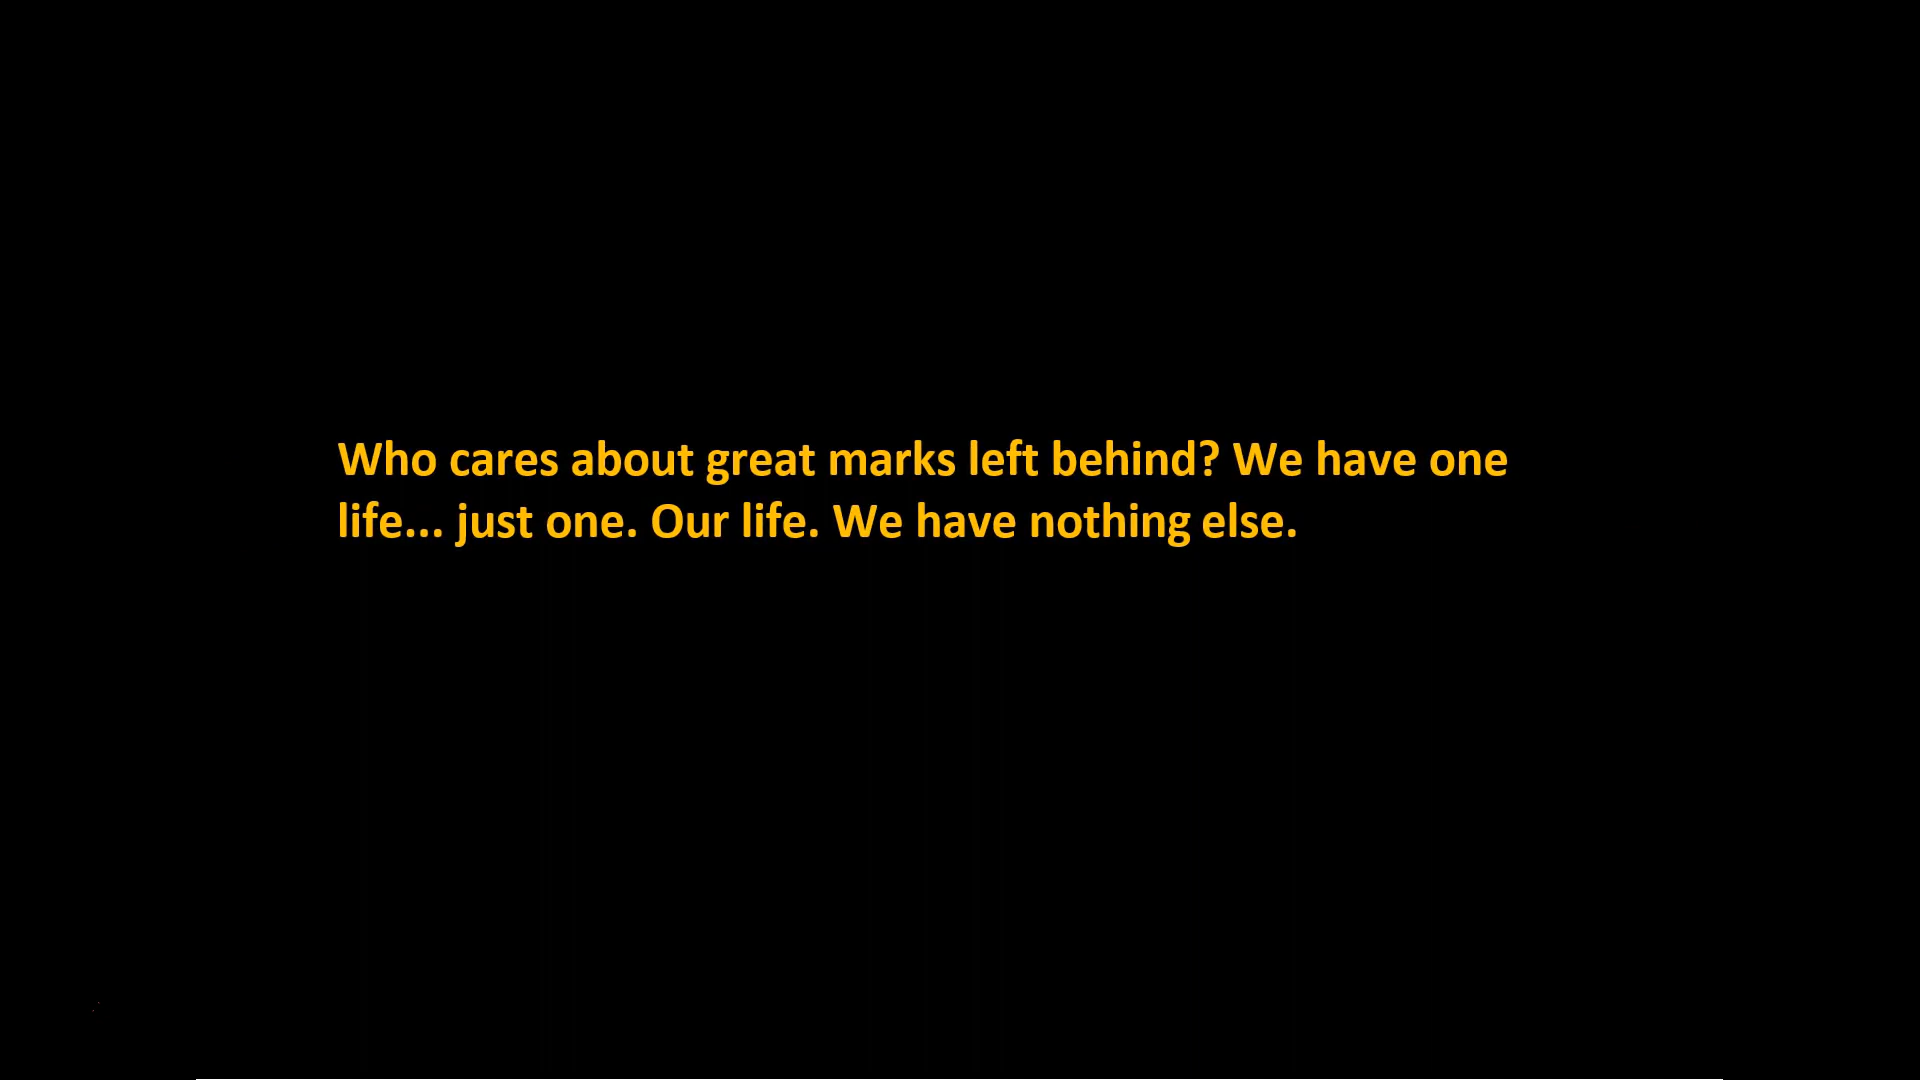 Who cares about great marks left behind? We have one
life... just one. Our life. We have nothing else.